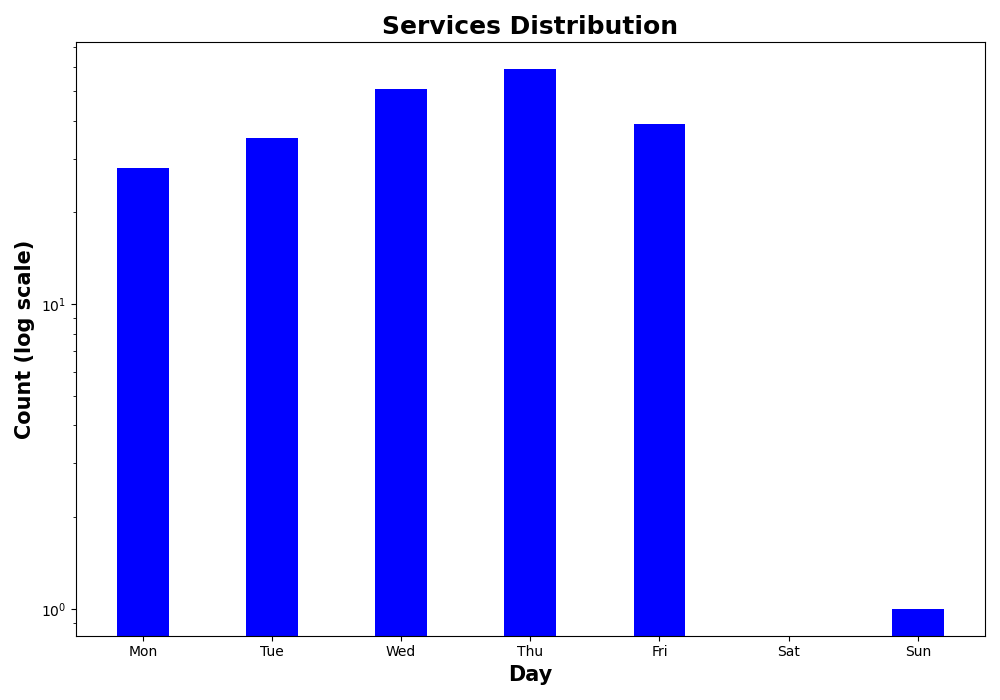 Services Distribution
Count (log scale)
10¹
10⁰
Mon Tue Wed Thu Fri Sat Sun
Day